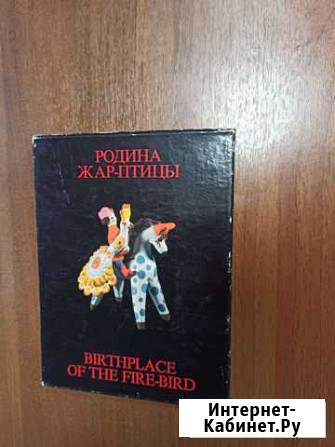 РОДИНА
ЖАР-ПТИЦЫ
BIRTHPLACE
OF THE FIRE-BIRD
Интернет-
Кабинет.Ру